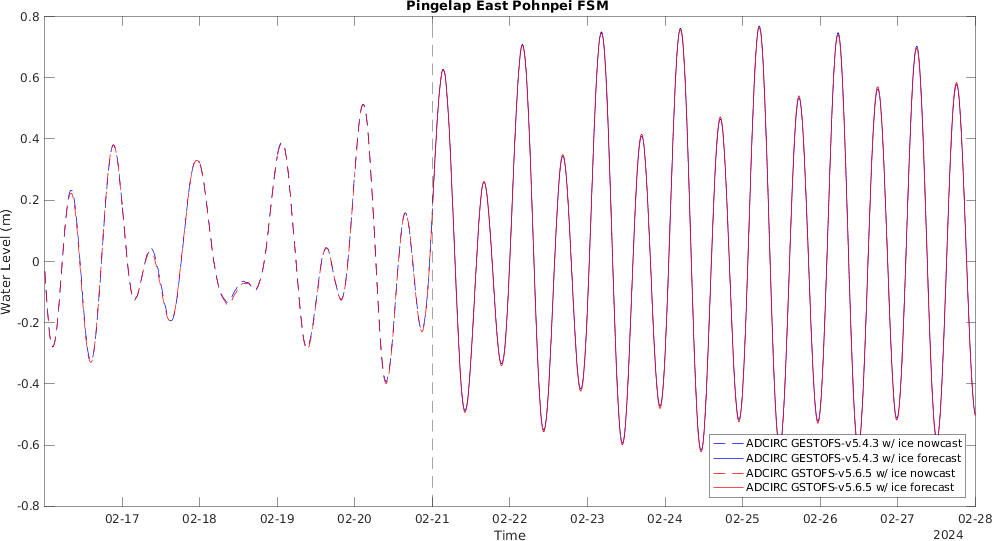 Pingelap East Pohnpei FSM
0.8
0.6
0.4
0.2
0
-0.2
-0.4
-0.6
-0.8
Water Level (m)
02-17 02-18 02-19 02-20 02-21 02-22 02-23 02-24 02-25 02-26 02-27 02-28
Time
2024
ADCIRC GESTOFS-v5.4.3 w/ ice nowcast
ADCIRC GESTOFS-v5.4.3 w/ ice forecast
ADCIRC GSTOFS-v5.6.5 w/ ice nowcast
ADCIRC GSTOFS-v5.6.5 w/ ice forecast